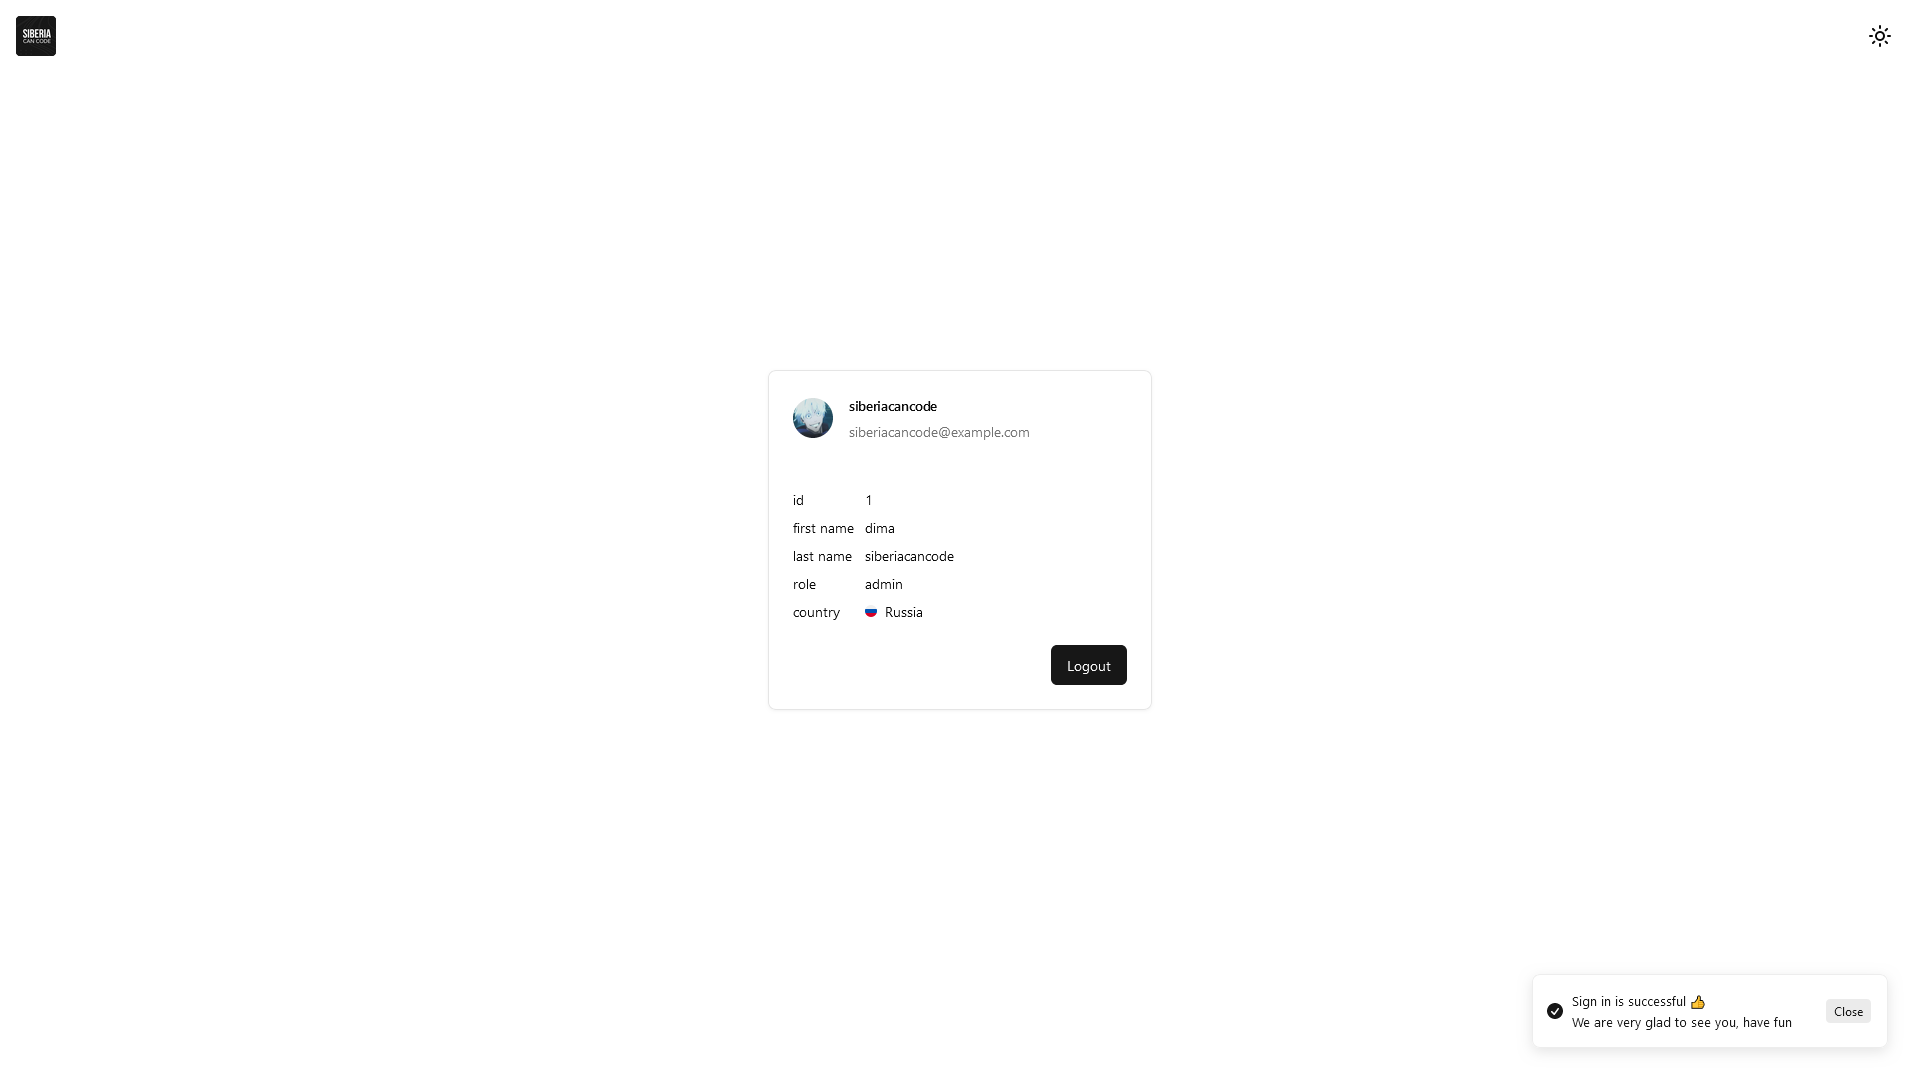 SIBERIA
CAN CODE
siberiacancode
siberiacancode@example.com
id 1
first name dima
last name siberiacancode
role admin
country Russia
Logout
Sign in is successful 👍
We are very glad to see you, have fun
Close